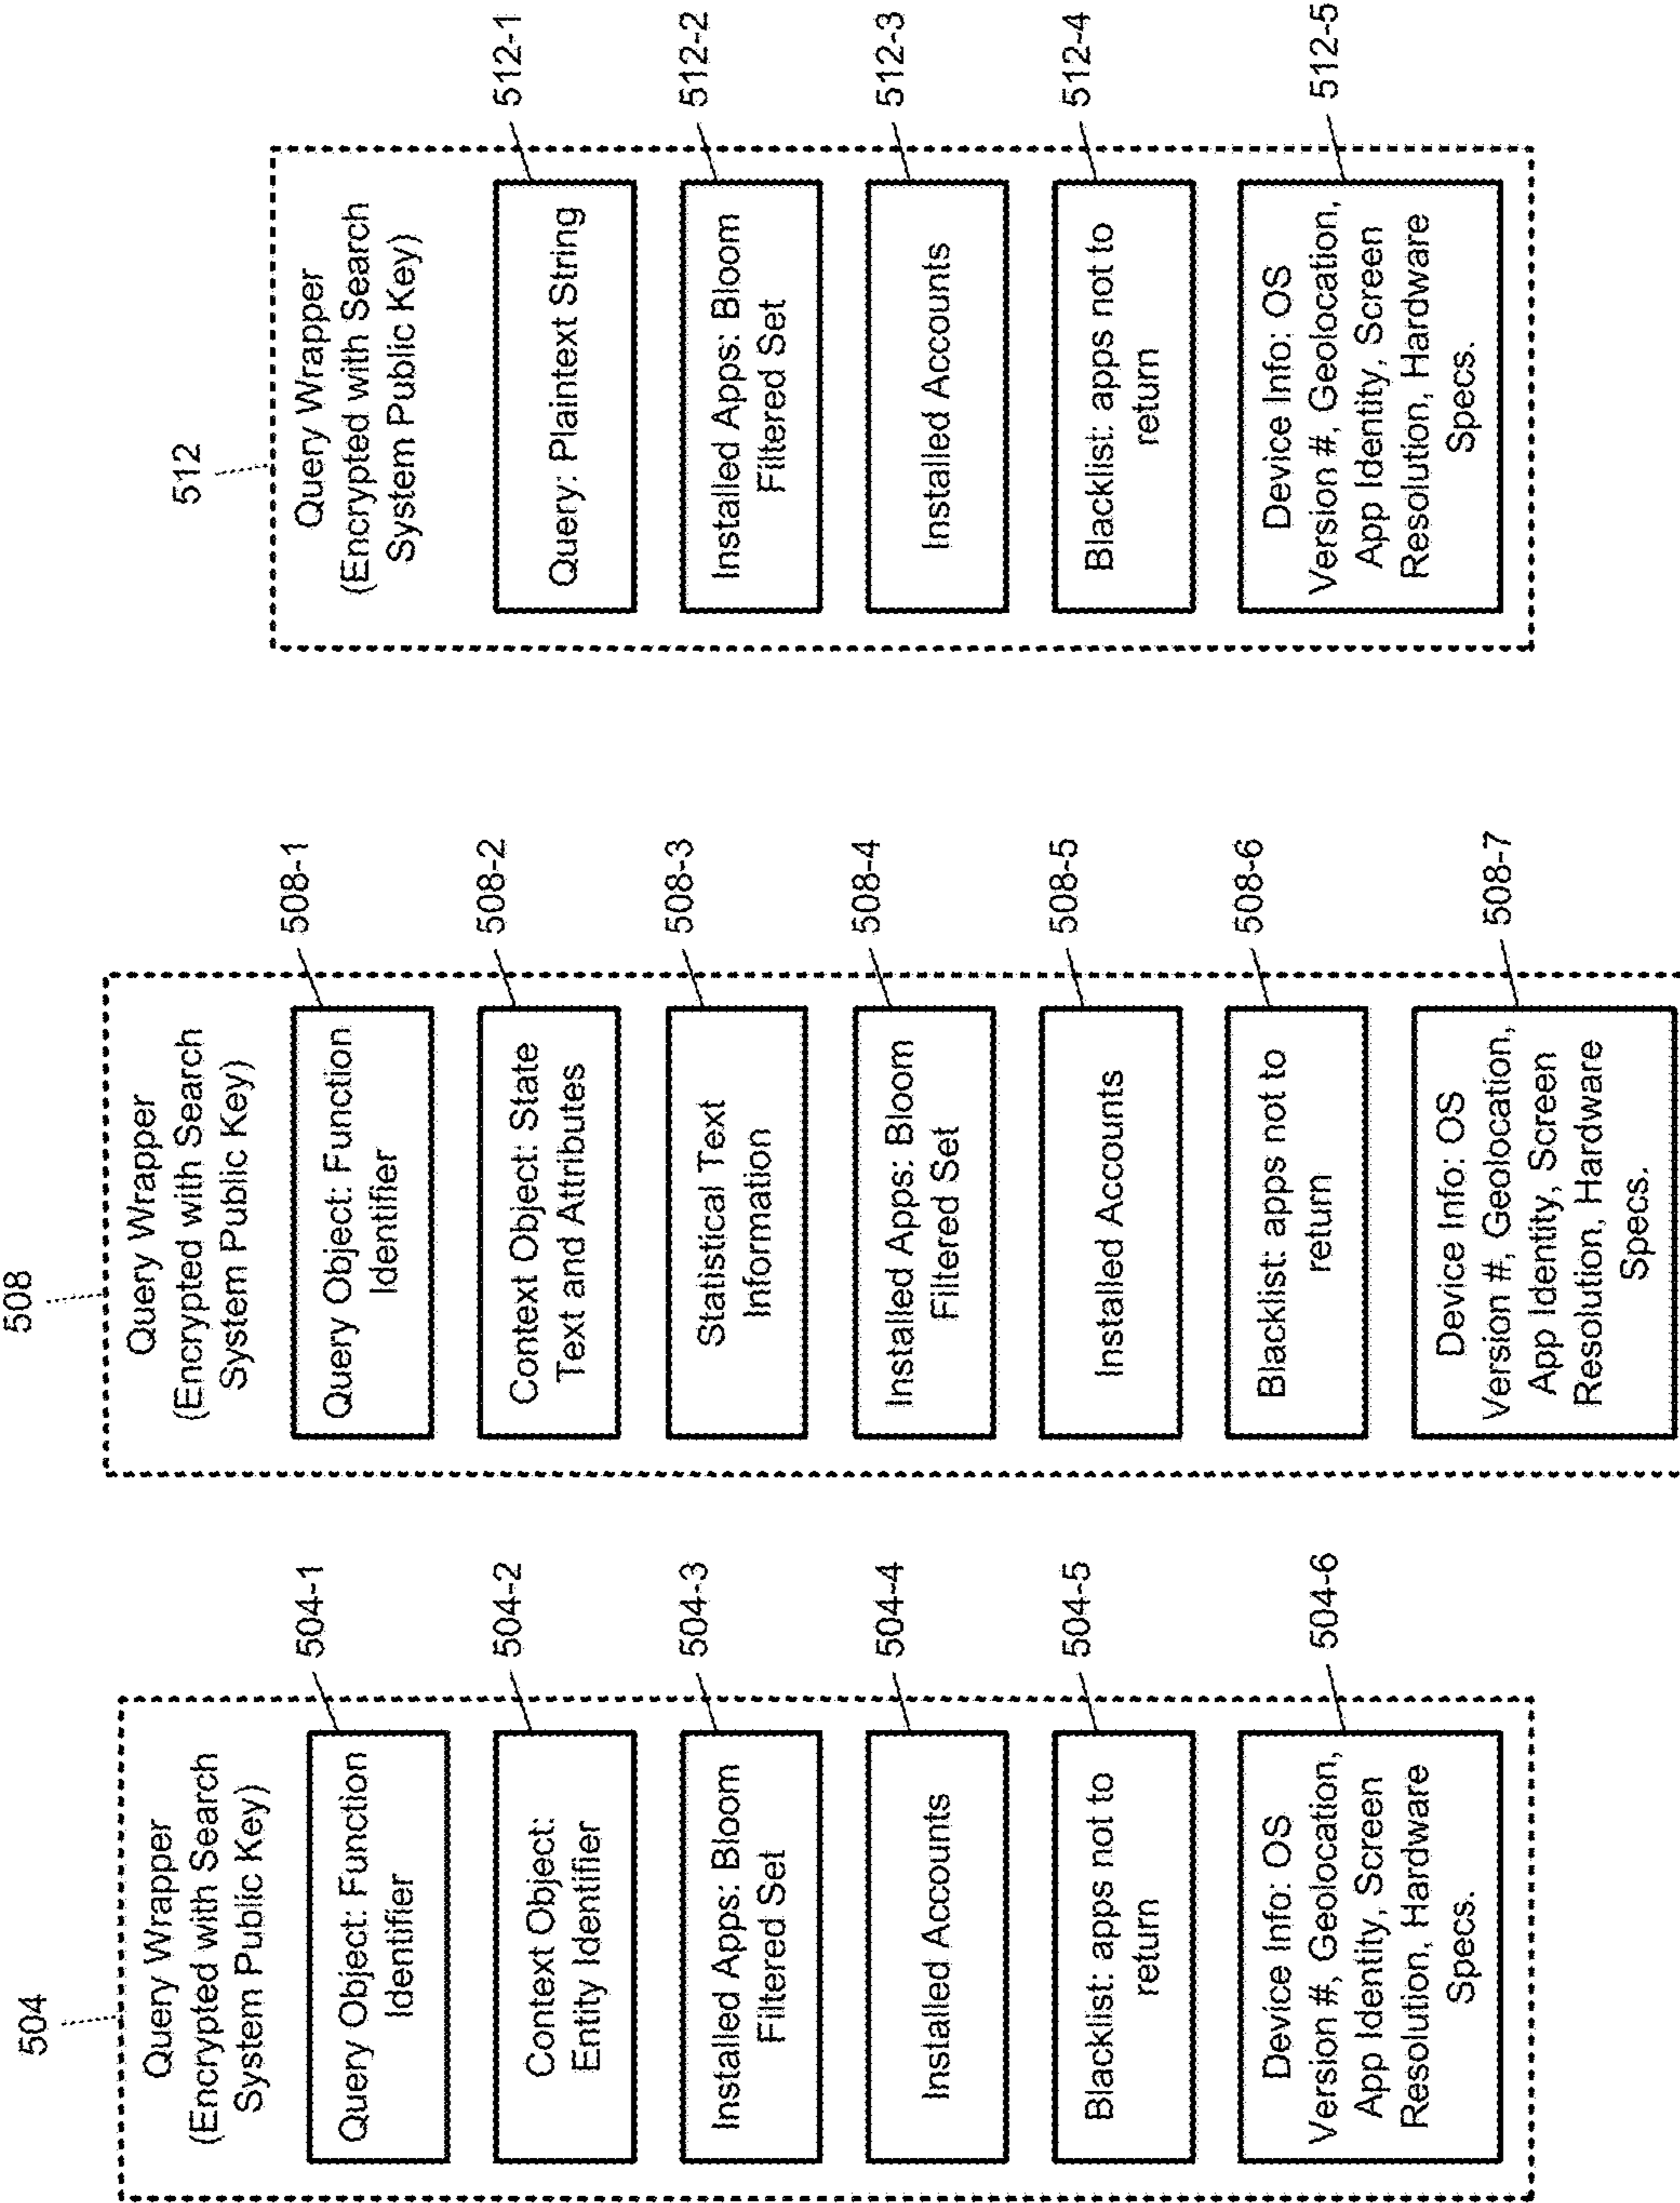 504
Query Wrapper
(Encrypted with Search
System Public Key)
Query Object: Function
Identifier
504-1
Context Object:
Entity Identifier
504-2
Installed Apps: Bloom
Filtered Set
504-3
Installed Accounts
504-4
Blacklist: apps not to
return
504-5
Device Info: OS
Version #, Geolocation,
App Identity, Screen
Resolution, Hardware
Specs.
504-6
508
Query Wrapper
(Encrypted with Search
System Public Key)
Query Object: Function
Identifier
508-1
Context Object: State
Text and Attributes
508-2
Statistical Text
Information
508-3
Installed Apps: Bloom
Filtered Set
508-4
Installed Accounts
508-5
Blacklist: apps not to
return
508-6
Device Info: OS
Version #, Geolocation,
App Identity, Screen
Resolution, Hardware
Specs.
508-7
512
Query Wrapper
(Encrypted with Search
System Public Key)
Query: Plaintext String
512-1
Installed Apps: Bloom
Filtered Set
512-2
Installed Accounts
512-3
Blacklist: apps not to
return
512-4
Device Info: OS
Version #, Geolocation,
App Identity, Screen
Resolution, Hardware
Specs.
512-5